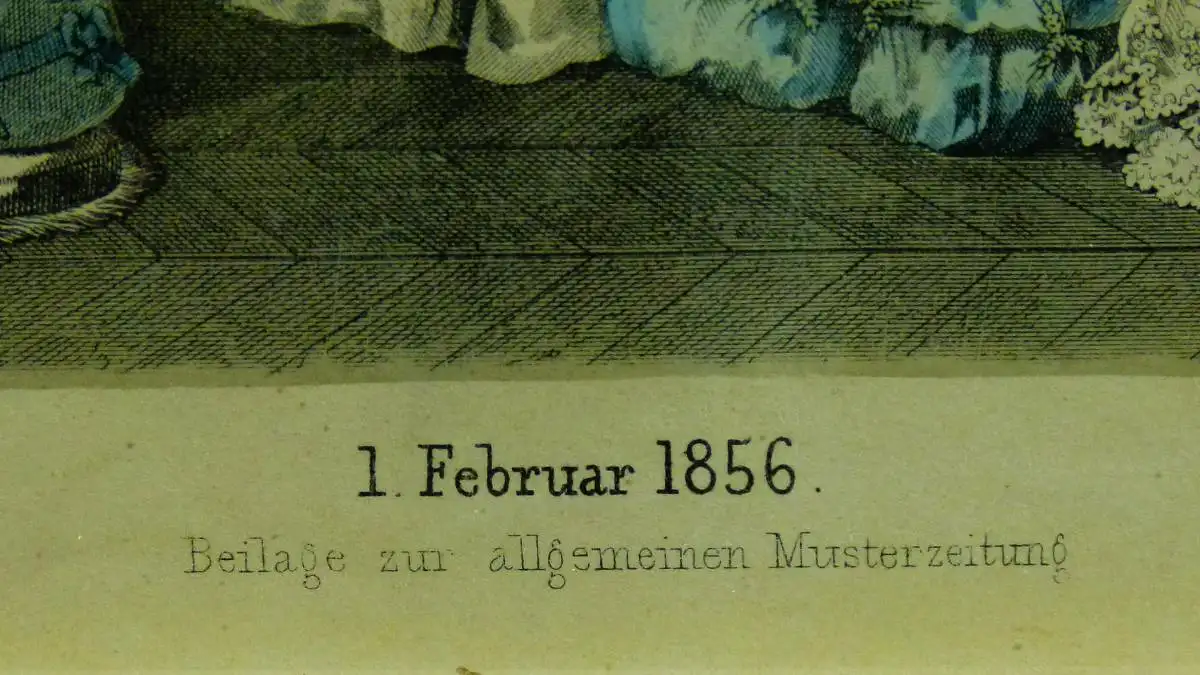 1. Februar 1856.
Beilage zur allgemeinen Musterzeitung